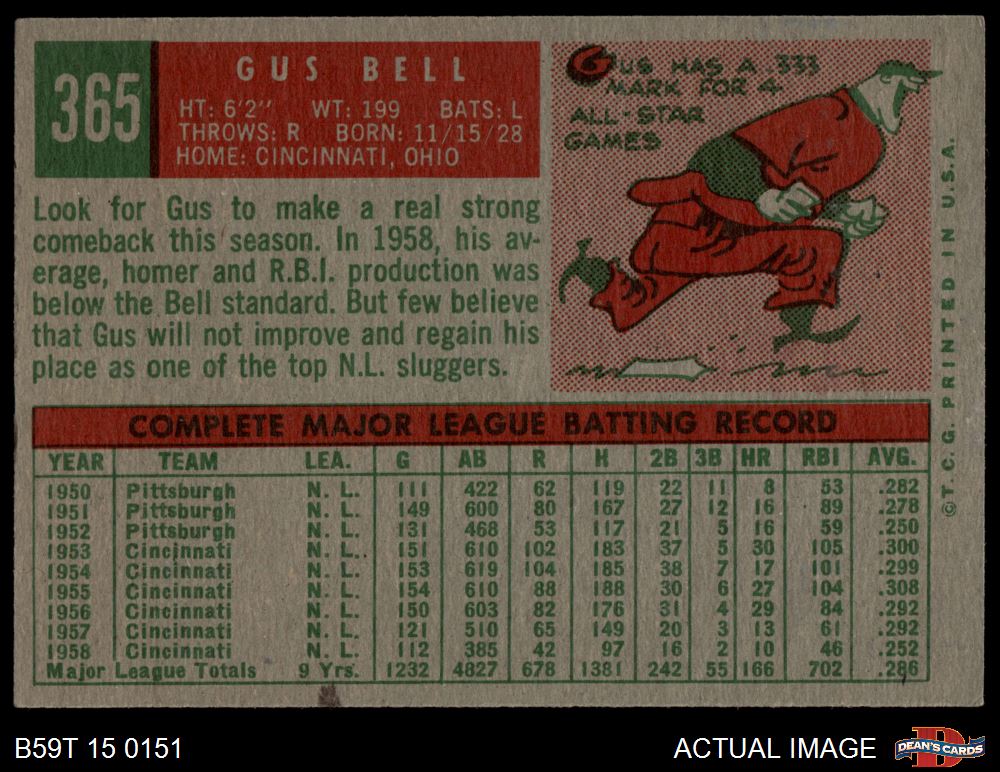 365
GUS BELL
HT: 6'2" WT: 199 BATS: L
THROWS: R BORN: 11/15/28
HOME: CINCINNATI, OHIO
Look for Gus to make a real strong
comeback this season. In 1958, his av-
erage, homer and R.B.I. production was
below the Bell standard. But few believe
that Gus will not improve and regain his
place as one of the top N.L. sluggers.
GUS HAS A 333
MARK FOR 4
ALL-STAR
GAMES
©T.C.G. PRINTED IN U.S.A.
COMPLETE MAJOR LEAGUE BATTING RECORD
YEAR TEAM LEA. G AB R H 2B 3B HR RBI AVG.
1950 Pittsburgh N. L. 111 422 62 119 22 11 8 53 .282
1951 Pittsburgh N. L. 149 600 80 167 27 12 16 89 .278
1952 Pittsburgh N. L. 131 468 53 117 21 5 16 59 .250
1953 Cincinnati N. L. 151 610 102 183 37 5 30 105 .300
1954 Cincinnati N. L. 153 619 104 185 38 7 17 101 .299
1955 Cincinnati N. L. 154 610 88 188 30 6 27 104 .308
1956 Cincinnati N. L. 150 603 82 176 31 4 29 84 .292
1957 Cincinnati N. L. 121 510 65 149 20 3 13 61 .292
1958 Cincinnati N. L. 112 385 42 97 16 2 10 46 .252
Major League Totals 9 Yrs. 1232 4827 678 1381 242 55 166 702 .286
B59T 15 0151
ACTUAL IMAGE
D
DEAN'S CARDS